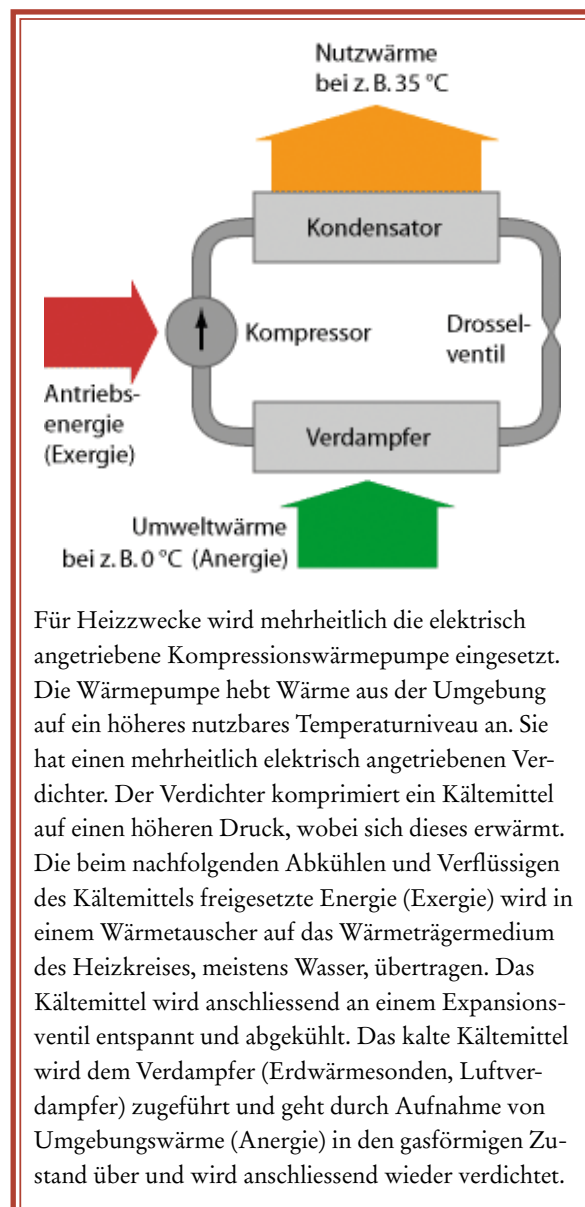 Nutzwärme
bei z. B. 35 °C
Kondensator
Kompressor
Drossel-
ventil
Antriebs-
energie
(Exergie)
Verdampfer
Umweltwärme
bei z. B. 0 °C (Anergie)
Für Heizzwecke wird mehrheitlich die elektrisch
angetriebene Kompressionswärmepumpe eingesetzt.
Die Wärmepumpe hebt Wärme aus der Umgebung
auf ein höheres nutzbares Temperaturniveau an. Sie
hat einen mehrheitlich elektrisch angetriebenen Ver-
dichter. Der Verdichter komprimiert ein Kältemittel
auf einen höheren Druck, wobei sich dieses erwärmt.
Die beim nachfolgenden Abkühlen und Verflüssigen
des Kältemittels freigesetzte Energie (Exergie) wird in
einem Wärmetauscher auf das Wärmeträgermedium
des Heizkreises, meistens Wasser, übertragen. Das
Kältemittel wird anschliessend an einem Expansions-
ventil entspannt und abgekühlt. Das kalte Kältemittel
wird dem Verdampfer (Erdwärmesonden, Luftver-
dampfer) zugeführt und geht durch Aufnahme von
Umgebungswärme (Anergie) in den gasförmigen Zu-
stand über und wird anschliessend wieder verdichtet.